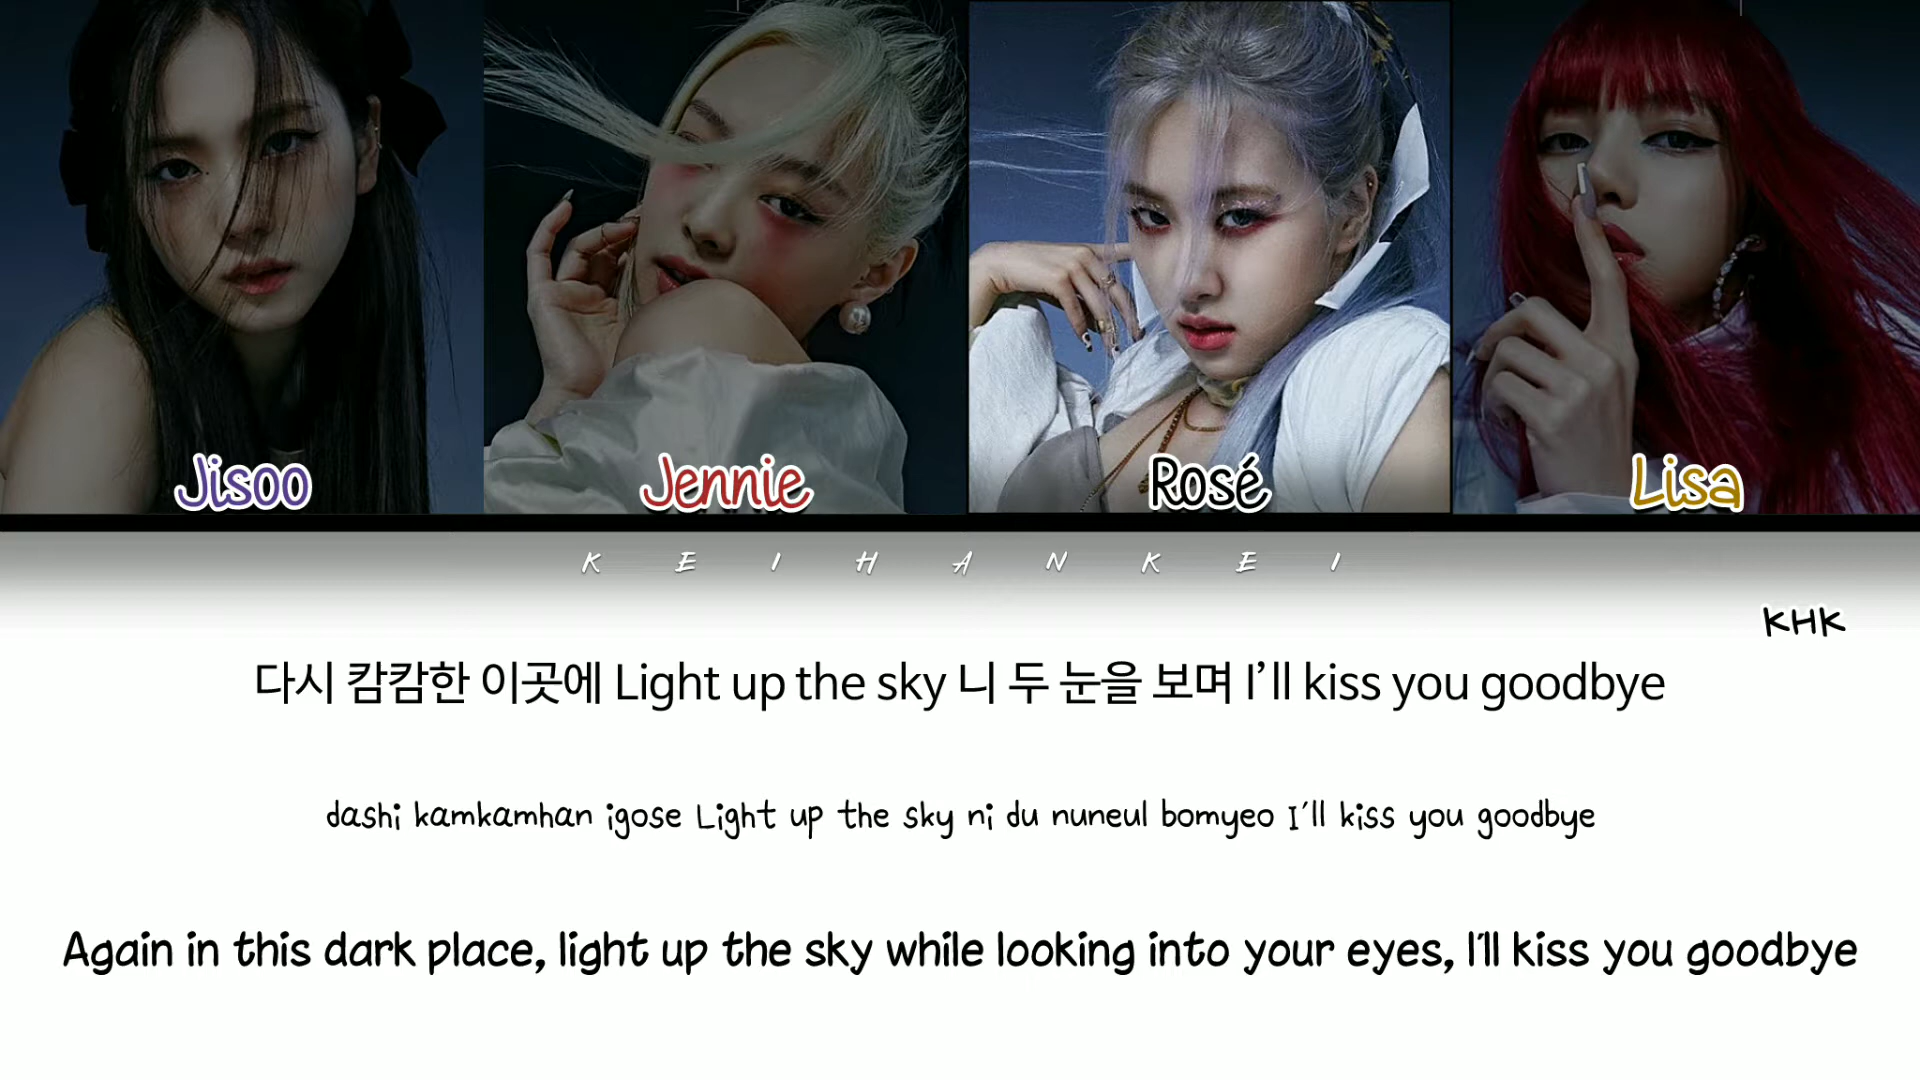 Jisoo Jennie Rosé Lisa
KEIHANKEI
KHK
다시 캄캄한 이곳에 Light up the sky 니 두 눈을 보며 I’ll kiss you goodbye
dashi kamkamhan igose Light up the sky ni du nuneul bomyeo I'll kiss you goodbye
Again in this dark place, light up the sky while looking into your eyes, I'll kiss you goodbye